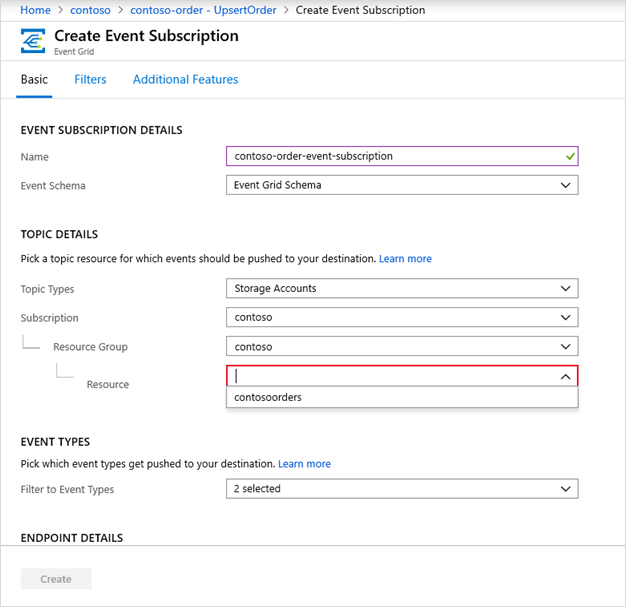 Home > contoso > contoso-order - UpsertOrder > Create Event Subscription
Create Event Subscription
Event Grid
Basic Filters Additional Features
EVENT SUBSCRIPTION DETAILS
Name contoso-order-event-subscription
Event Schema Event Grid Schema
TOPIC DETAILS
Pick a topic resource for which events should be pushed to your destination. Learn more
Topic Types Storage Accounts
Subscription contoso
Resource Group contoso
Resource
contosoorders
EVENT TYPES
Pick which event types get pushed to your destination. Learn more
Filter to Event Types 2 selected
ENDPOINT DETAILS
Create